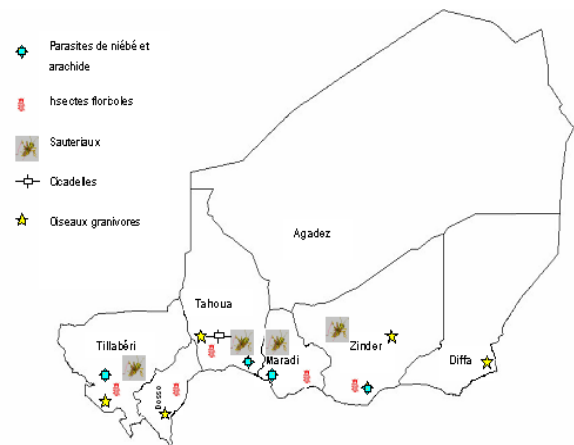 Parasites de niébé et
arachide
hsectes floriboles
Sauteriaux
Cicadelles
Oiseaux granivores
Agadez
Tahoua
Tillabéri
Maradi
Zinder
Diffa
Dosso